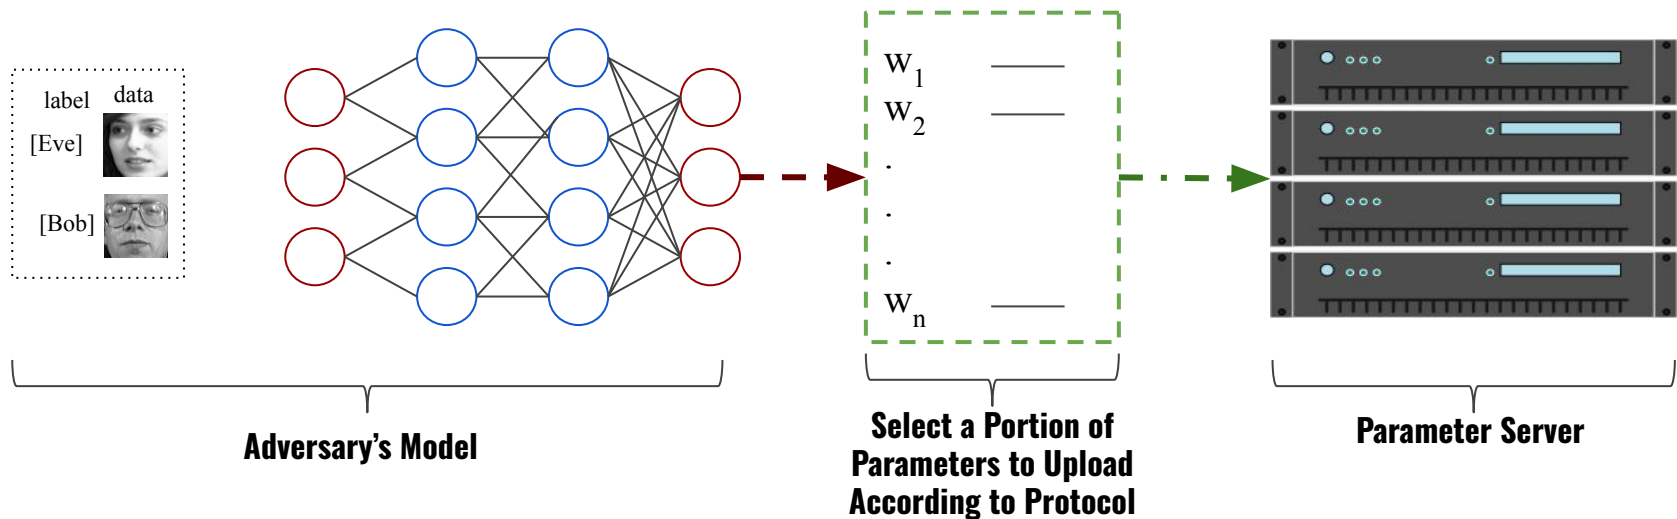 label data
[Eve]
[Bob]
w1
w2
.
.
.
wn
Adversary’s Model
Select a Portion of
Parameters to Upload
According to Protocol
Parameter Server